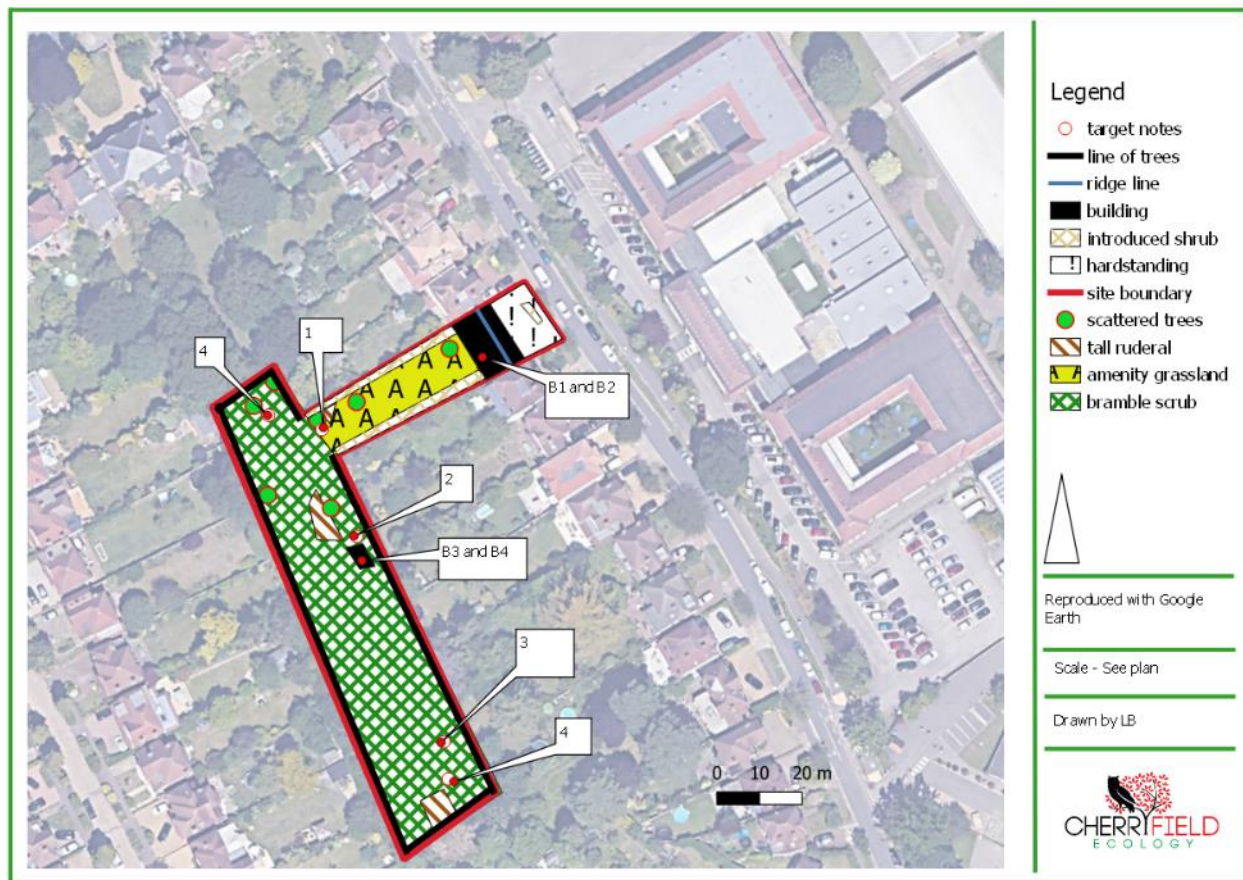 4
1
B1 and B2
2
B3 and B4
3
4
0 10 20 m
Legend
target notes
line of trees
ridge line
building
introduced shrub
hardstanding
site boundary
scattered trees
tall ruderal
amenity grassland
bramble scrub
Reproduced with Google
Earth
Scale - See plan
Drawn by LB
CHERRYFIELD
ECOLOGY